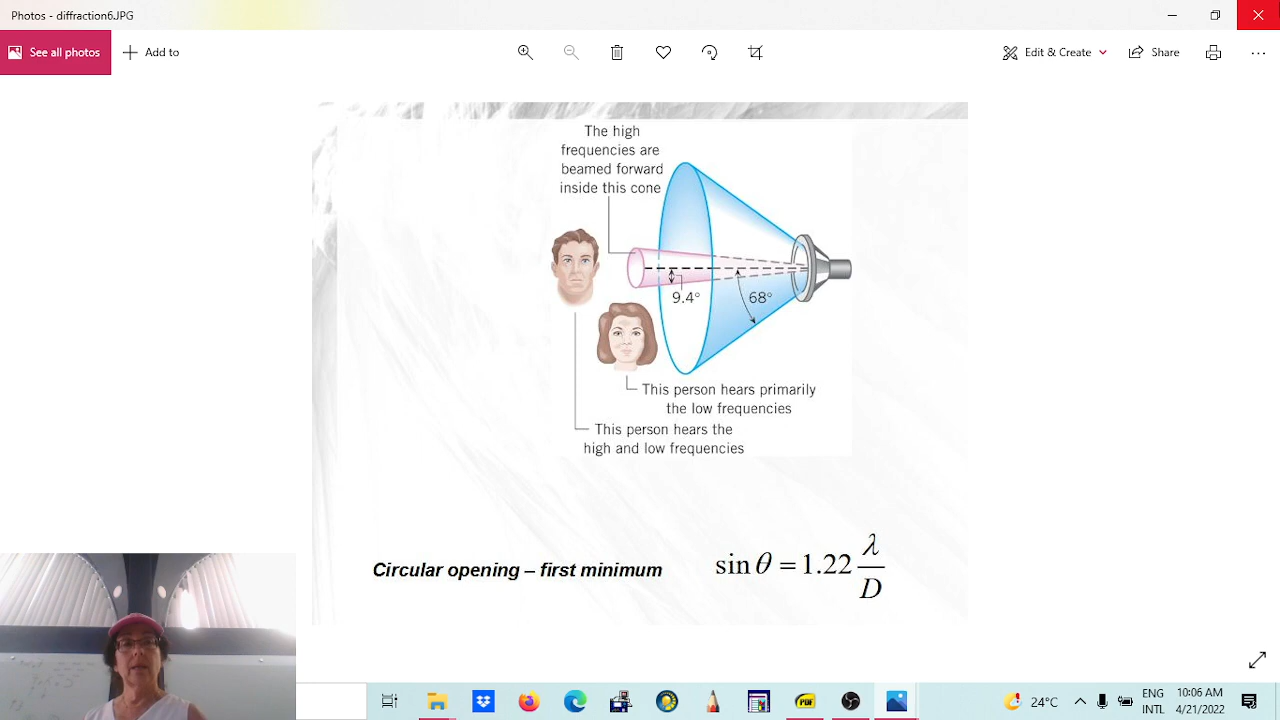 Photos - diffraction6.JPG
See all photos
Add to
Edit & Create
Share
The high
frequencies are
beamed forward
inside this cone
9.4°
68°
This person hears primarily
the low frequencies
This person hears the
high and low frequencies
Circular opening – first minimum
sin θ = 1.22 λ/D
PDF
24°C
ENG
INTL
10:06 AM
4/21/2022